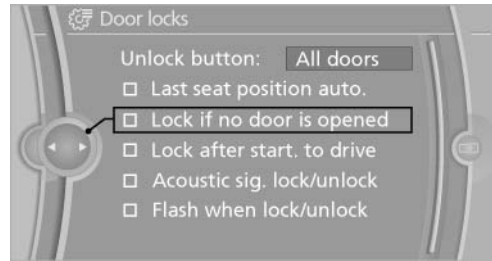 Door locks
Unlock button: All doors
Last seat position auto.
Lock if no door is opened
Lock after start. to drive
Acoustic sig. lock/unlock
Flash when lock/unlock